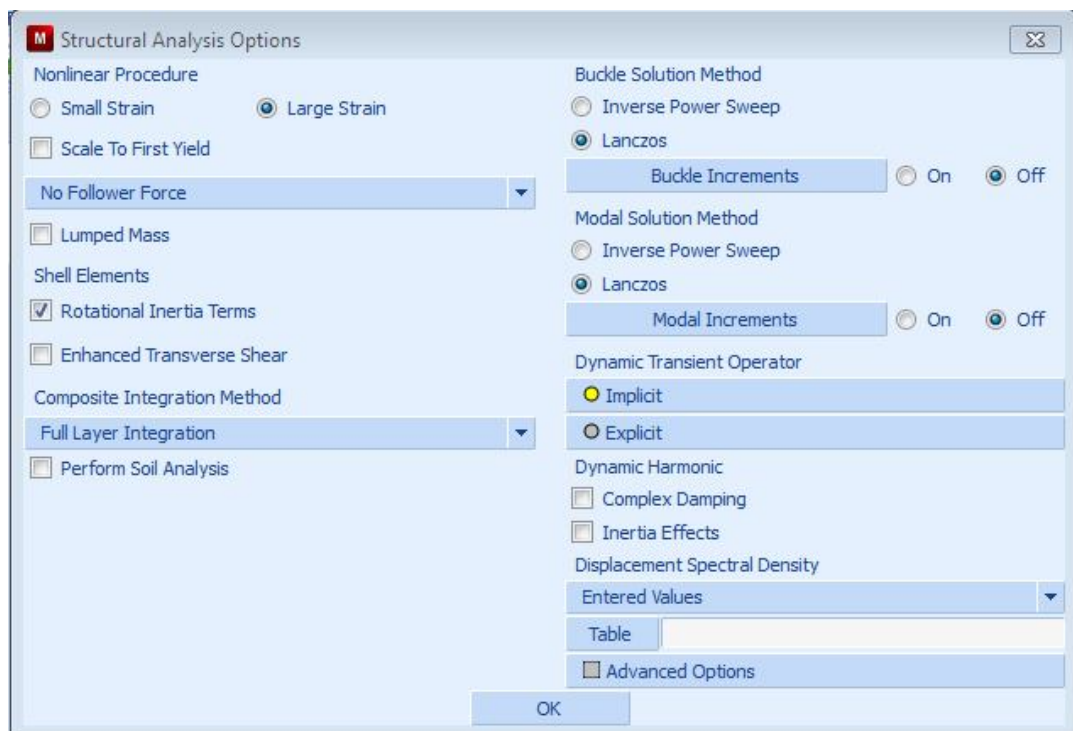 M Structural Analysis Options
Nonlinear Procedure
Small Strain Large Strain
Scale To First Yield
No Follower Force
Lumped Mass
Shell Elements
Rotational Inertia Terms
Enhanced Transverse Shear
Composite Integration Method
Full Layer Integration
Perform Soil Analysis
Buckle Solution Method
Inverse Power Sweep
Lanczos
Buckle Increments On Off
Modal Solution Method
Inverse Power Sweep
Lanczos
Modal Increments On Off
Dynamic Transient Operator
Implicit
Explicit
Dynamic Harmonic
Complex Damping
Inertia Effects
Displacement Spectral Density
Entered Values
Table
Advanced Options
OK